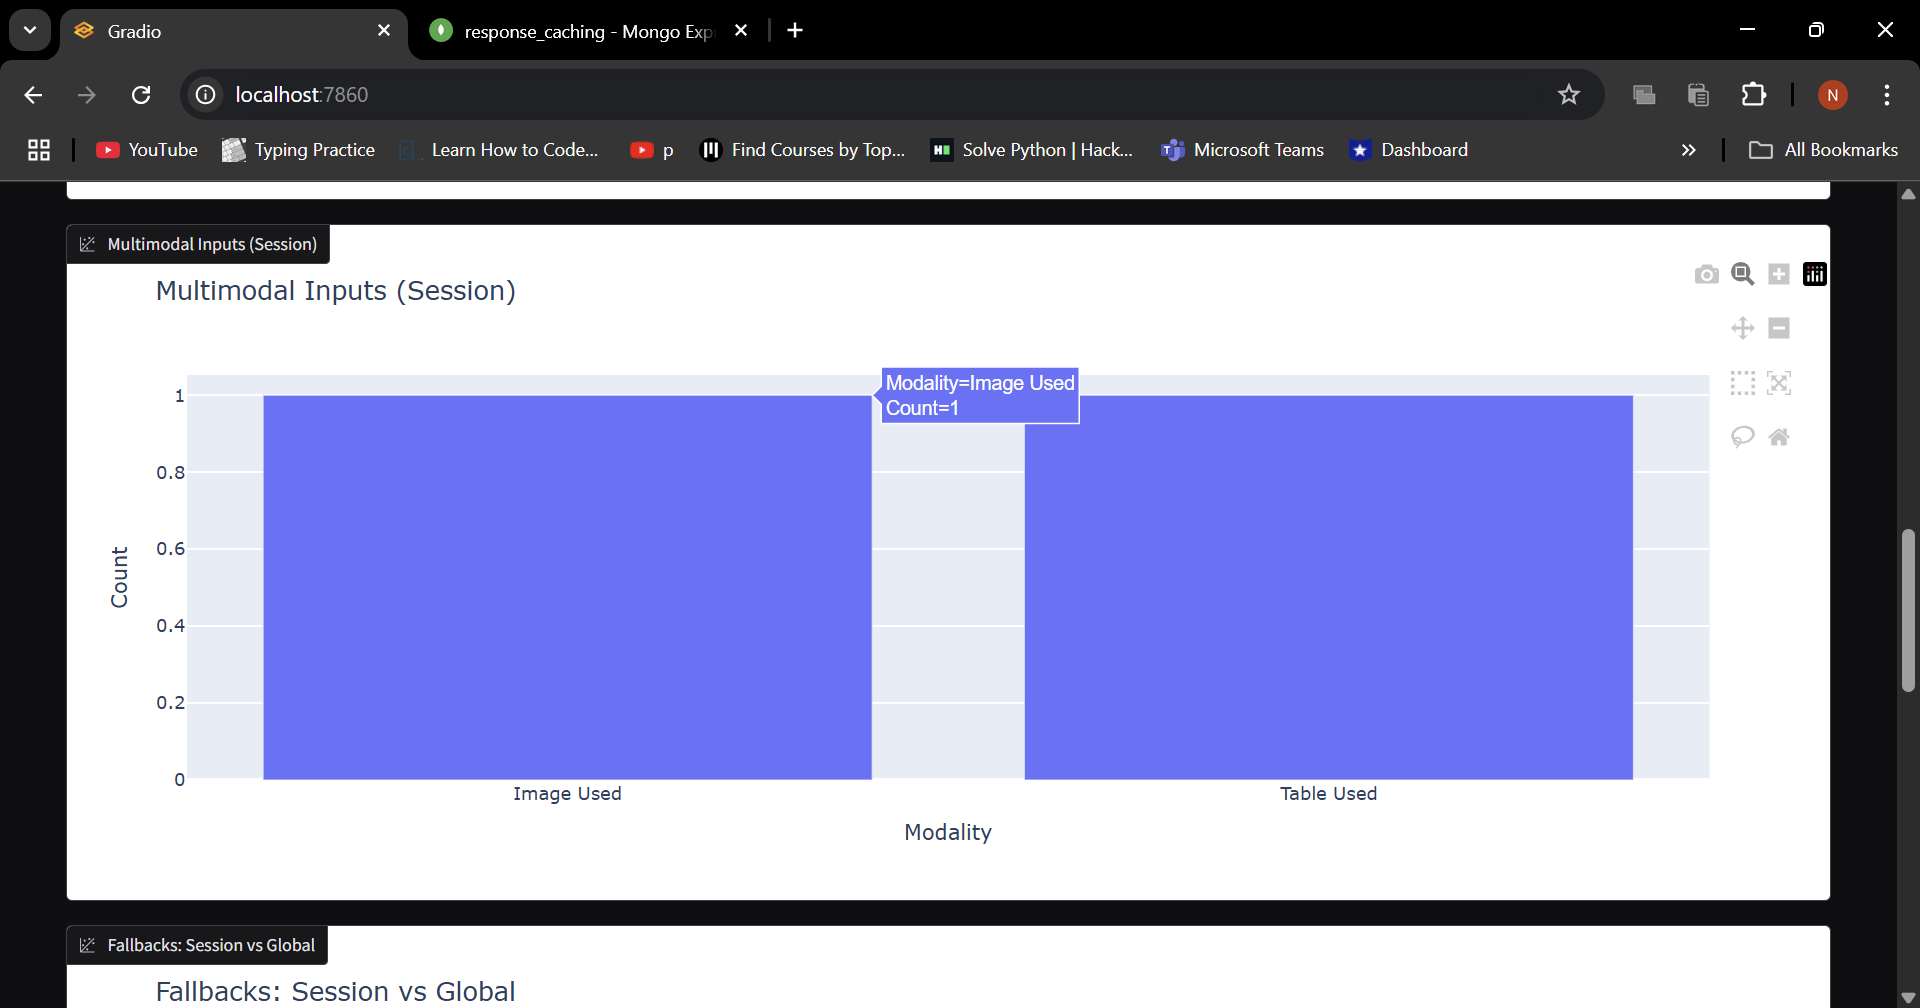 Gradio
response_caching - Mongo Exp
localhost:7860
N
YouTube
Typing Practice
Learn How to Code...
p
Find Courses by Top...
Solve Python | Hack...
Microsoft Teams
Dashboard
All Bookmarks
Multimodal Inputs (Session)
Multimodal Inputs (Session)
Modality=Image Used
Count=1
1
0.8
0.6
0.4
0.2
0
Count
Image Used
Table Used
Modality
Fallbacks: Session vs Global
Fallbacks: Session vs Global